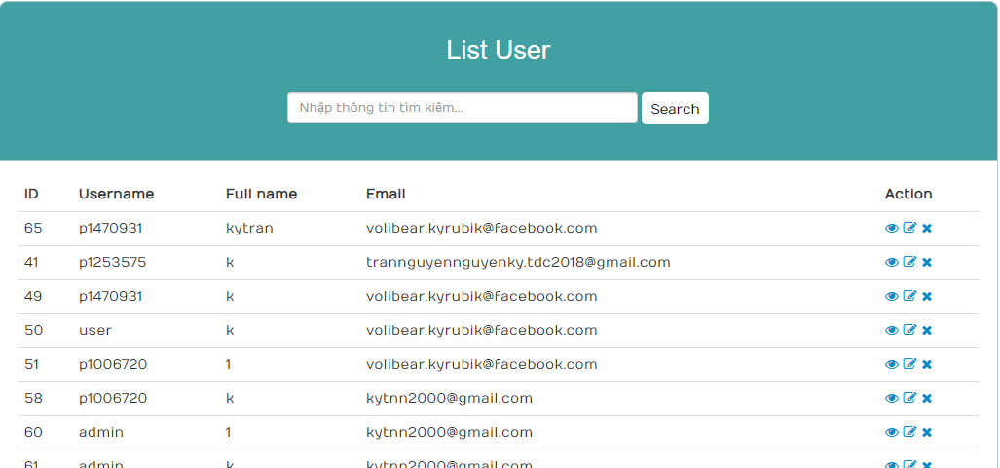 List User
Nhập thông tin tìm kiếm...
Search
ID Username Full name Email Action
65 p1470931 kytran volibear.kyrubik@facebook.com
41 p1253575 k trannguyennguyenky.tdc2018@gmail.com
49 p1470931 k volibear.kyrubik@facebook.com
50 user k volibear.kyrubik@facebook.com
51 p1006720 1 volibear.kyrubik@facebook.com
58 p1006720 k kytnn2000@gmail.com
60 admin 1 kytnn2000@gmail.com
61 admin k kytnn2000@gmail.com